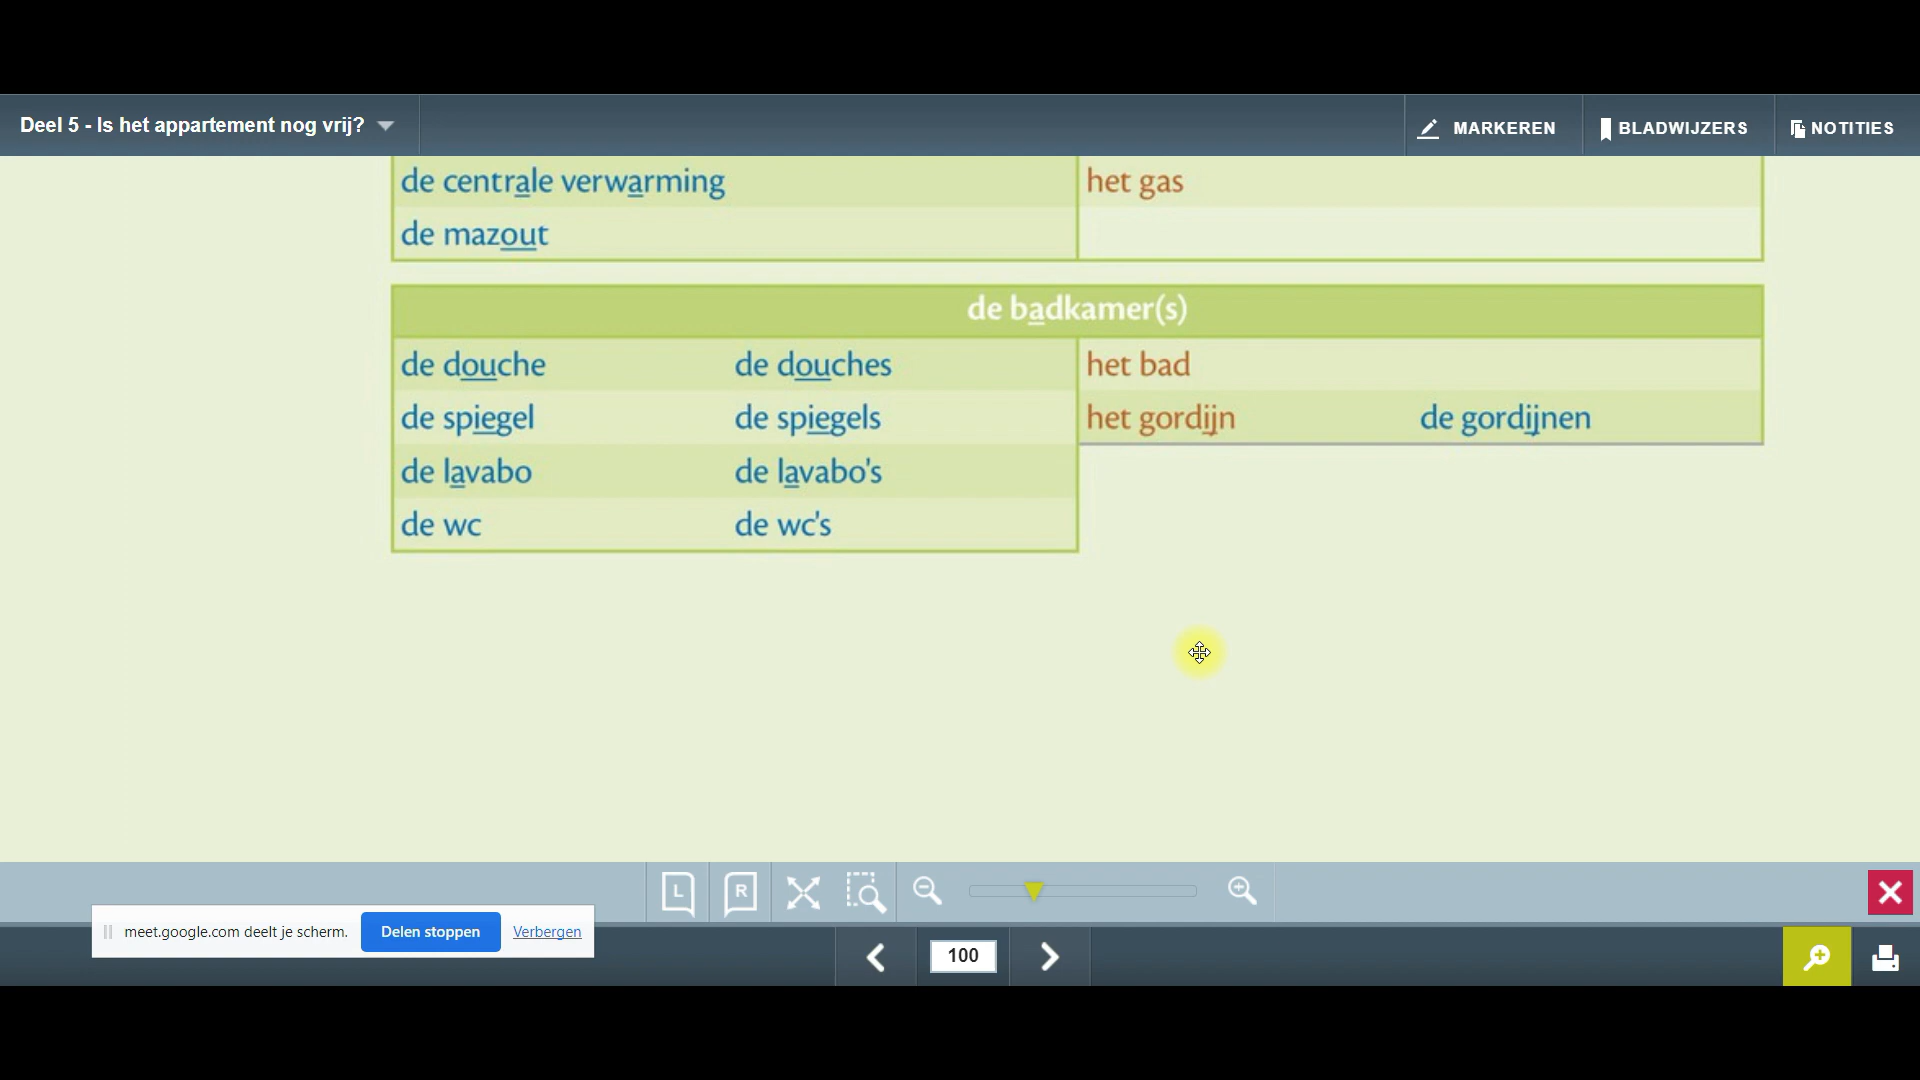 Deel 5 - Is het appartement nog vrij?
MARKEREN
BLADWIJZERS
NOTITIES
de centrale verwarming
het gas
de mazout
de badkamer(s)
de douche de douches het bad
de spiegel de spiegels het gordijn de gordijnen
de lavabo de lavabo's
de wc de wc's
L R
meet.google.com deelt je scherm. Delen stoppen Verbergen
100